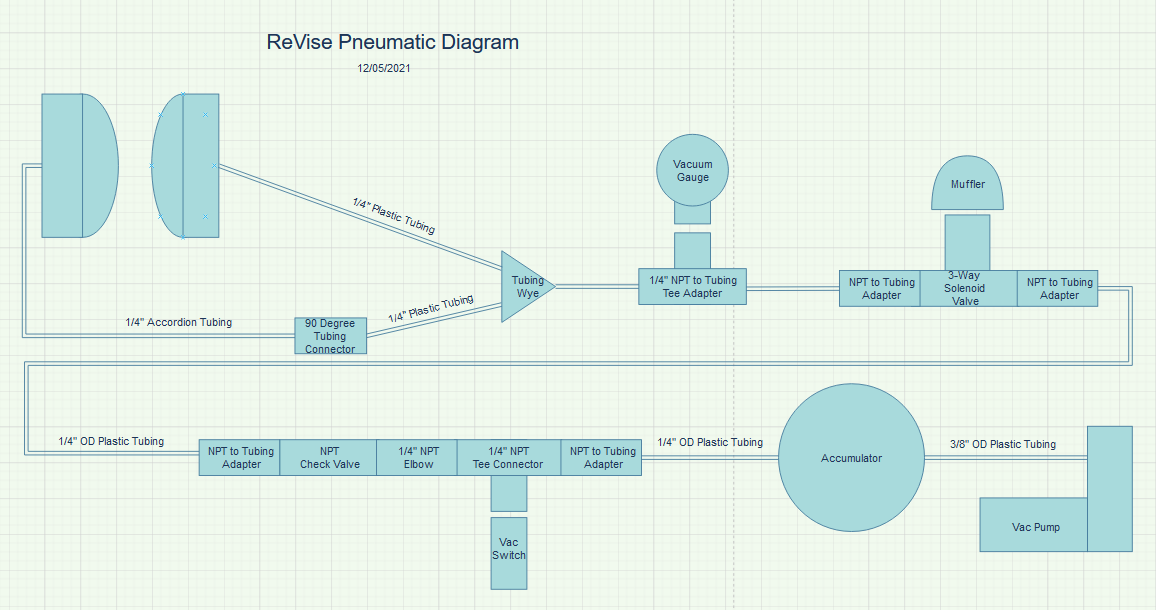 ReVise Pneumatic Diagram
12/05/2021
Vacuum
Gauge
Muffler
1/4" Plastic Tubing
Tubing
Wye
1/4" NPT to Tubing
Tee Adapter
NPT to Tubing
Adapter
3-Way
Solenoid
Valve
NPT to Tubing
Adapter
1/4" Plastic Tubing
1/4" Accordion Tubing
90 Degree
Tubing
Connector
1/4" OD Plastic Tubing
NPT to Tubing
Adapter
NPT
Check Valve
1/4" NPT
Elbow
1/4" NPT
Tee Connector
NPT to Tubing
Adapter
1/4" OD Plastic Tubing
Accumulator
3/8" OD Plastic Tubing
Vac Pump
Vac
Switch